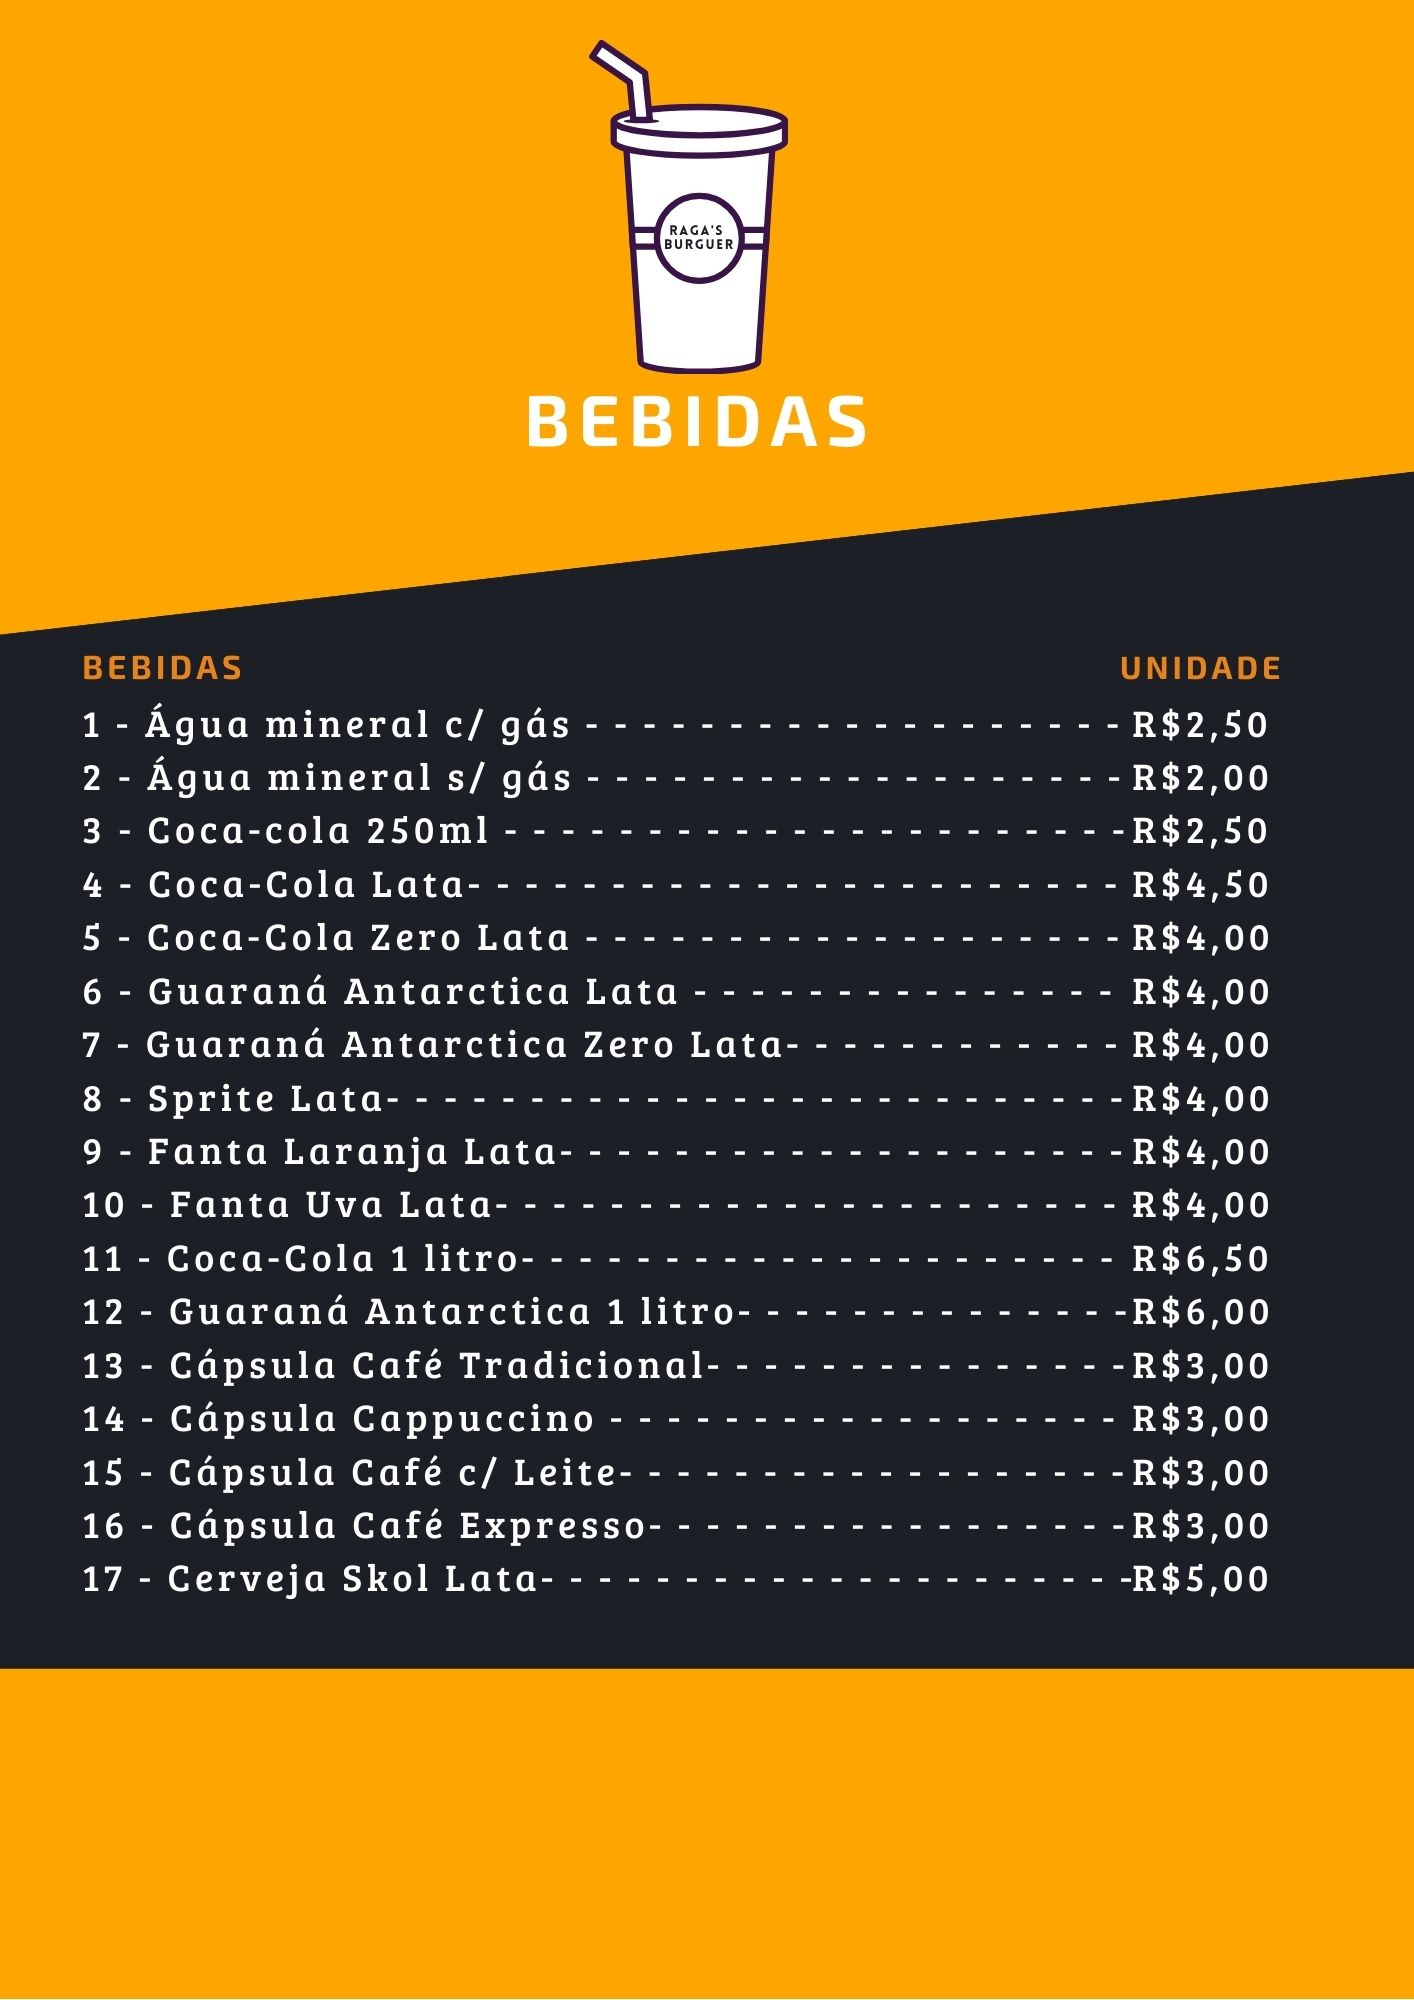 RAGA'S
BURGUER
BEBIDAS
BEBIDAS UNIDADE
1 - Água mineral c/ gás - - - - - - - - - - - - - - - - - - - R$2,50
2 - Água mineral s/ gás - - - - - - - - - - - - - - - - - - - R$2,00
3 - Coca-cola 250ml - - - - - - - - - - - - - - - - - - - - - - R$2,50
4 - Coca-Cola Lata- - - - - - - - - - - - - - - - - - - - - - - R$4,50
5 - Coca-Cola Zero Lata - - - - - - - - - - - - - - - - - - - R$4,00
6 - Guaraná Antarctica Lata - - - - - - - - - - - - - - - R$4,00
7 - Guaraná Antarctica Zero Lata- - - - - - - - - - - - R$4,00
8 - Sprite Lata- - - - - - - - - - - - - - - - - - - - - - - - - - R$4,00
9 - Fanta Laranja Lata- - - - - - - - - - - - - - - - - - - - R$4,00
10 - Fanta Uva Lata- - - - - - - - - - - - - - - - - - - - - - - R$4,00
11 - Coca-Cola 1 litro- - - - - - - - - - - - - - - - - - - - - R$6,50
12 - Guaraná Antarctica 1 litro- - - - - - - - - - - - - - R$6,00
13 - Cápsula Café Tradicional- - - - - - - - - - - - - - - R$3,00
14 - Cápsula Cappuccino - - - - - - - - - - - - - - - - - - R$3,00
15 - Cápsula Café c/ Leite- - - - - - - - - - - - - - - - - - R$3,00
16 - Cápsula Café Expresso- - - - - - - - - - - - - - - - - R$3,00
17 - Cerveja Skol Lata- - - - - - - - - - - - - - - - - - - - - R$5,00